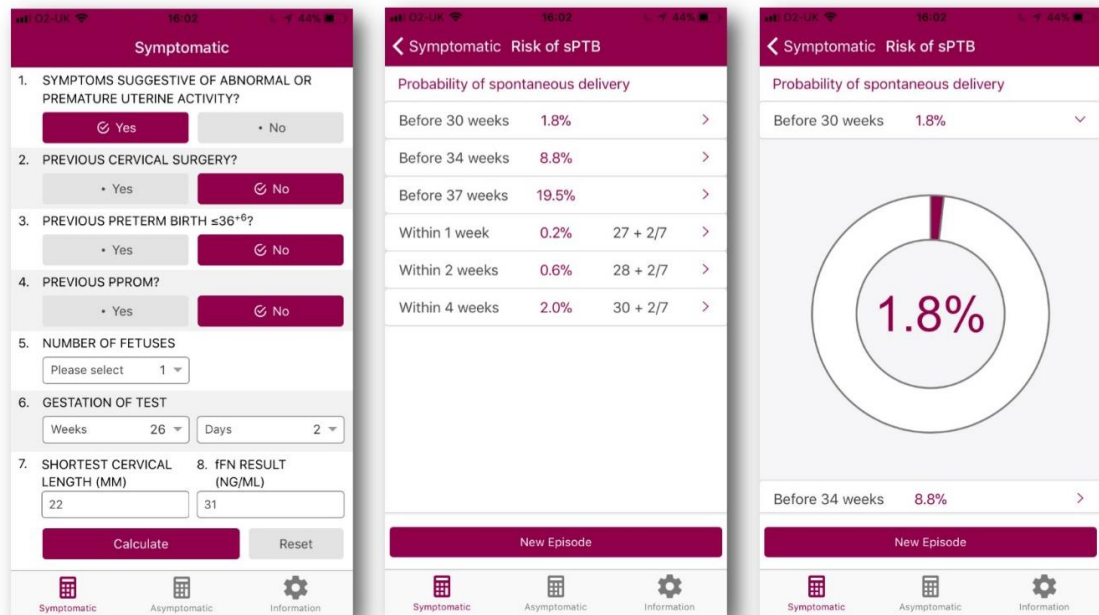 O2-UK 16:02 44%
Symptomatic
1. SYMPTOMS SUGGESTIVE OF ABNORMAL OR
PREMATURE UTERINE ACTIVITY?
Yes • No
2. PREVIOUS CERVICAL SURGERY?
• Yes No
3. PREVIOUS PRETERM BIRTH ≤36⁺⁶?
• Yes No
4. PREVIOUS PPROM?
• Yes No
5. NUMBER OF FETUSES
Please select 1
6. GESTATION OF TEST
Weeks 26 Days 2
7. SHORTEST CERVICAL 8. fFN RESULT
LENGTH (MM) (NG/ML)
22 31
Calculate Reset
Symptomatic Asymptomatic Information
O2-UK 16:02 44%
Symptomatic Risk of sPTB
Probability of spontaneous delivery
Before 30 weeks 1.8%
Before 34 weeks 8.8%
Before 37 weeks 19.5%
Within 1 week 0.2% 27 + 2/7
Within 2 weeks 0.6% 28 + 2/7
Within 4 weeks 2.0% 30 + 2/7
New Episode
Symptomatic Asymptomatic Information
O2-UK 16:02 44%
Symptomatic Risk of sPTB
Probability of spontaneous delivery
Before 30 weeks 1.8%
1.8%
Before 34 weeks 8.8%
New Episode
Symptomatic Asymptomatic Information